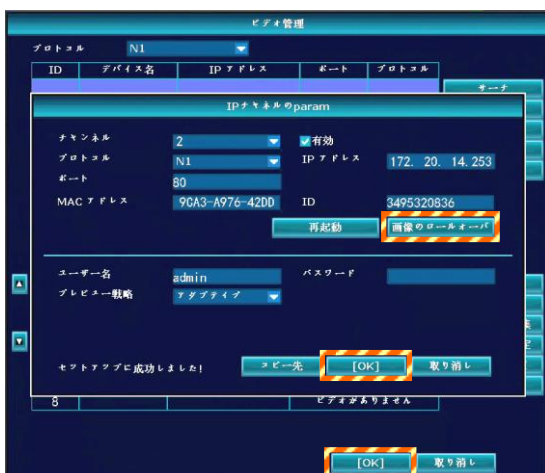 ビデオ管理
プロトコル N1
ID デバイス名 IPアドレス ポート プロトコル
サーチ
IPチャネルのparam
チャンネル 2 有効
プロトコル N1 IPアドレス 172. 20. 14.253
ポート 80
MACアドレス 9CA3-A976-42DD ID 3495320836
再起動 画像のロールオーバ
ユーザー名 admin パスワード
プレビュー戦略 アダプティブ
セットアップに成功しました! コピー先 [OK] 取り消し
8 ビデオがありません
[OK] 取り消し